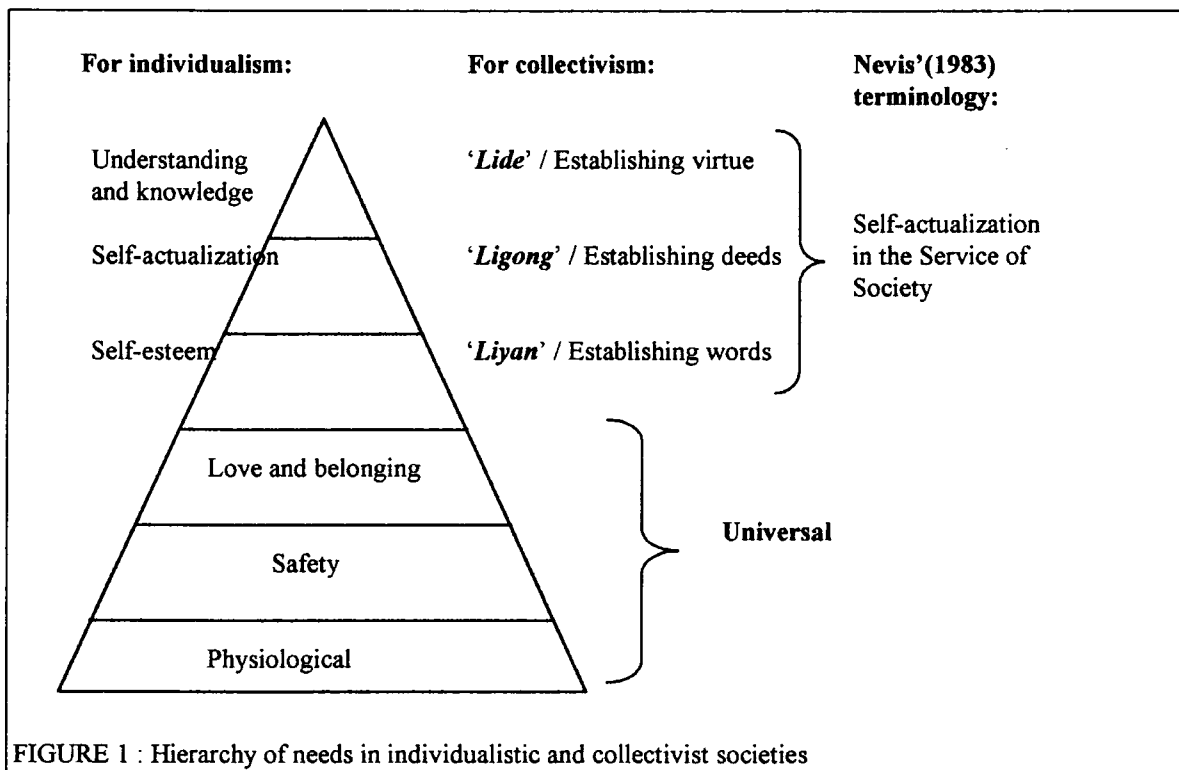 For individualism:
For collectivism:
Nevis'(1983)
terminology:
Understanding
and knowledge
'Lide' / Establishing virtue
Self-actualization
'Ligong' / Establishing deeds
Self-actualization
in the Service of
Society
Self-esteem
'Liyan' / Establishing words
Love and belonging
Safety
Universal
Physiological
FIGURE 1 : Hierarchy of needs in individualistic and collectivist societies